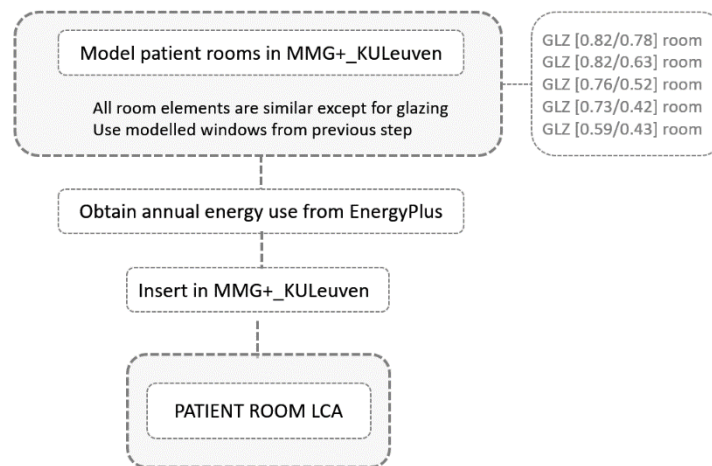 Model patient rooms in MMG+_KULeuven
All room elements are similar except for glazing
Use modelled windows from previous step
GLZ [0.82/0.78] room
GLZ [0.82/0.63] room
GLZ [0.76/0.52] room
GLZ [0.73/0.42] room
GLZ [0.59/0.43] room
Obtain annual energy use from EnergyPlus
Insert in MMG+_KULeuven
PATIENT ROOM LCA